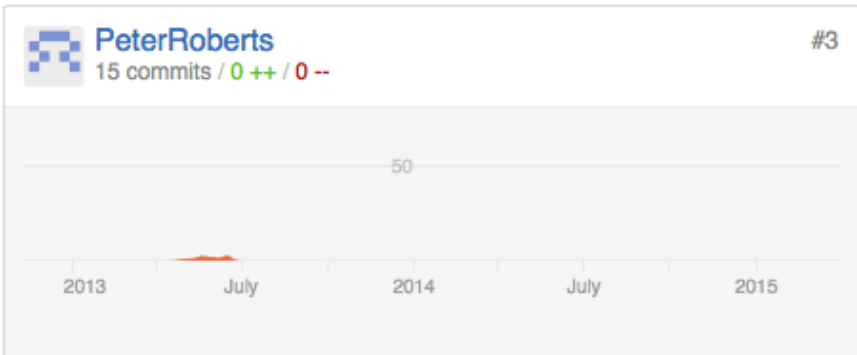 PeterRoberts #3
15 commits / 0 ++ / 0 --
50
2013 July 2014 July 2015